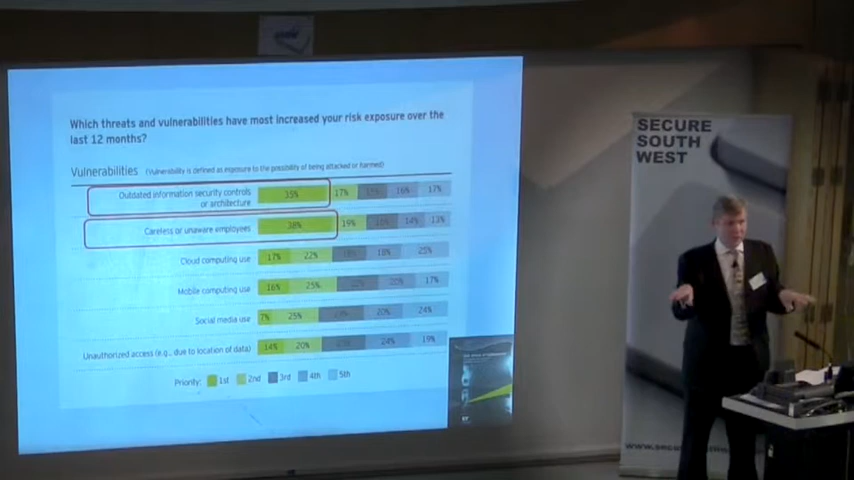 Which threats and vulnerabilities have most increased your risk exposure over the
last 12 months?
Vulnerabilities (Vulnerability is defined as exposure to the possibility of being attacked or harmed)
Outdated information security controls
or architecture 35% 17% 16% 17%
Careless or unaware employees 38% 19% 14% 13%
Cloud computing use 17% 22% 18% 25%
Mobile computing use 16% 25% 20% 17%
Social media use 7% 25% 20% 24%
Unauthorized access (e.g., due to location of data) 14% 20% 24% 19%
Priority: 1st 2nd 3rd 4th 5th
SECURE
SOUTH
WEST